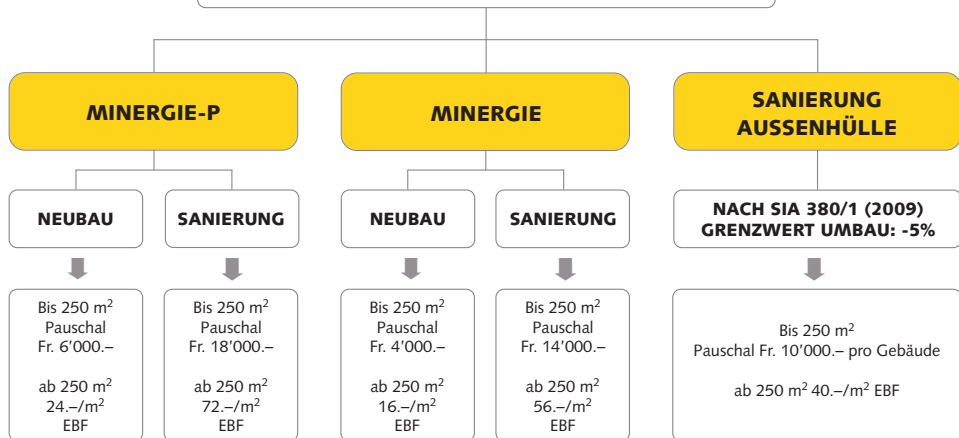 MINERGIE-P
NEUBAU
Bis 250 m²
Pauschal
Fr. 6’000.–
ab 250 m²
24.–/m²
EBF
SANIERUNG
Bis 250 m²
Pauschal
Fr. 18’000.–
ab 250 m²
72.–/m²
EBF
MINERGIE
NEUBAU
Bis 250 m²
Pauschal
Fr. 4’000.–
ab 250 m²
16.–/m²
EBF
SANIERUNG
Bis 250 m²
Pauschal
Fr. 14’000.–
ab 250 m²
56.–/m²
EBF
SANIERUNG
AUSSENHÜLLE
NACH SIA 380/1 (2009)
GRENZWERT UMBAU: -5%
Bis 250 m²
Pauschal Fr. 10’000.– pro Gebäude
ab 250 m² 40.–/m² EBF